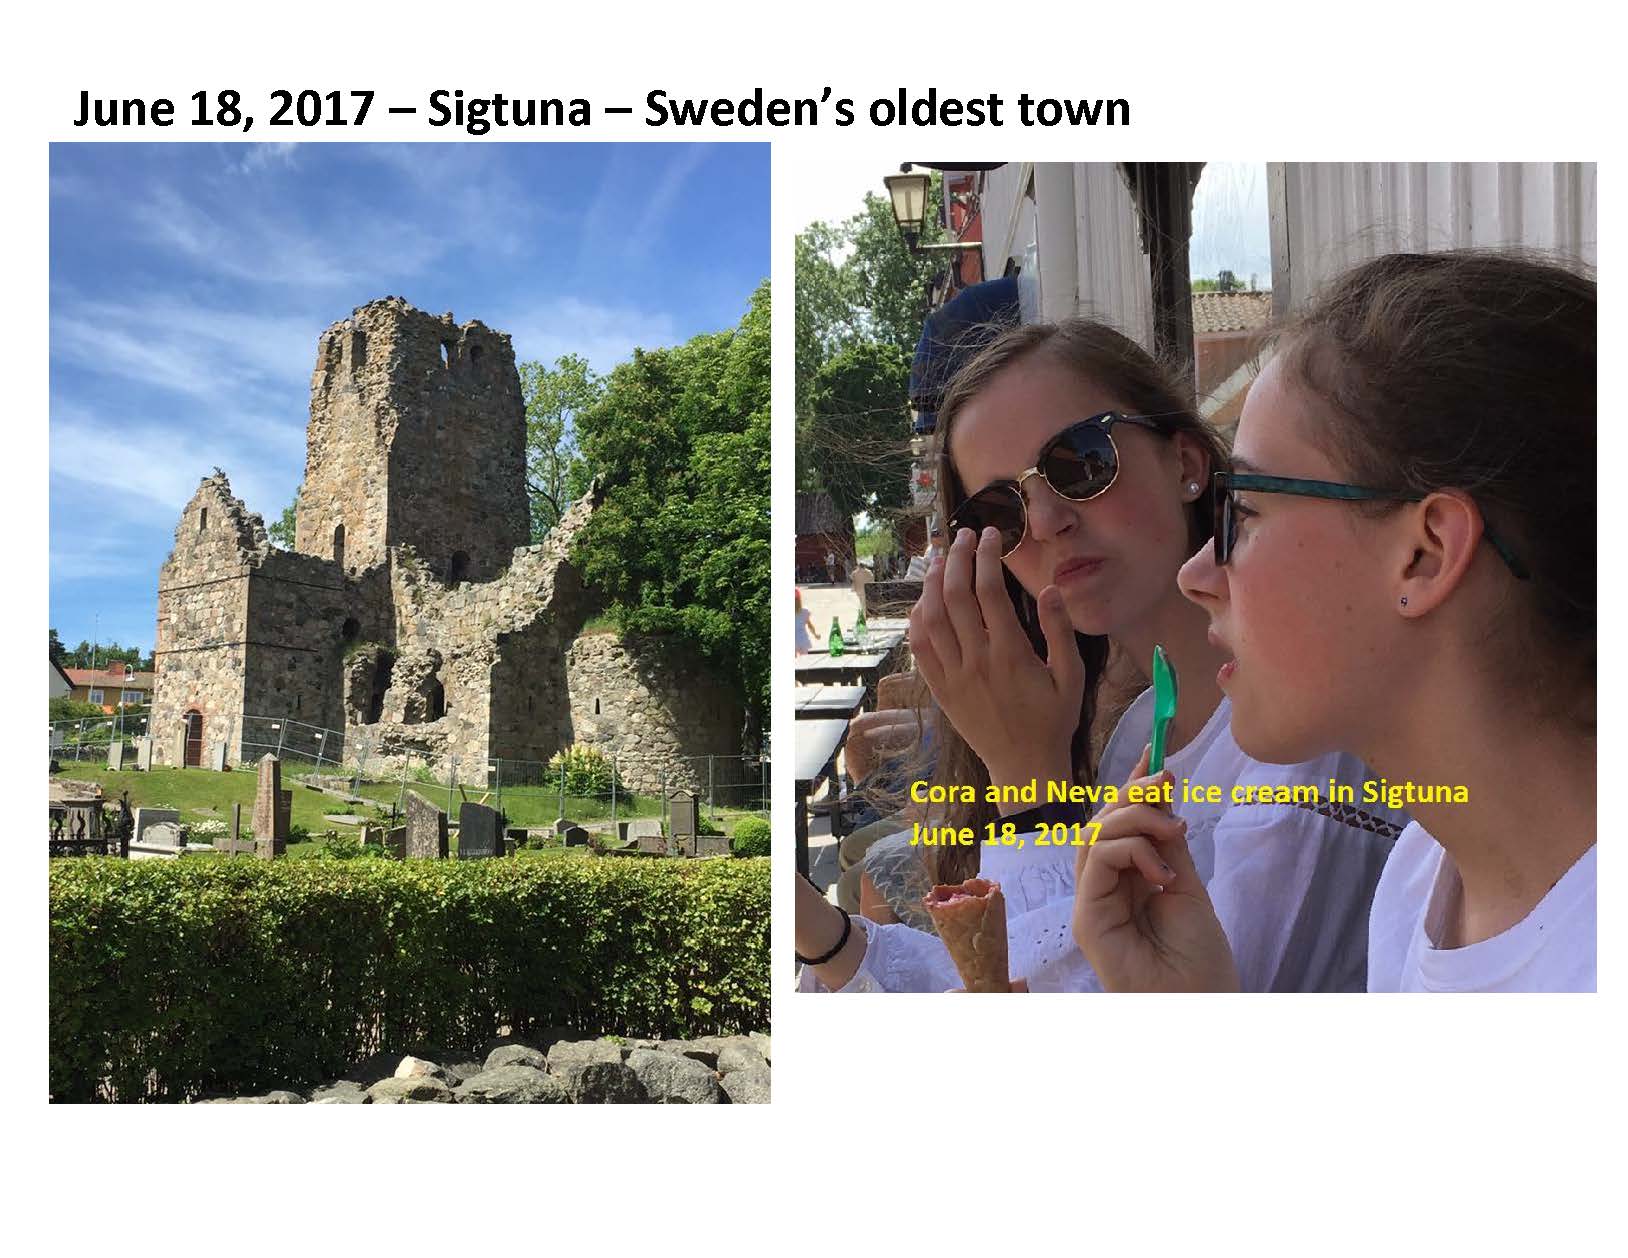 June 18, 2017 – Sigtuna – Sweden’s oldest town
Cora and Neva eat ice cream in Sigtuna
June 18, 2017